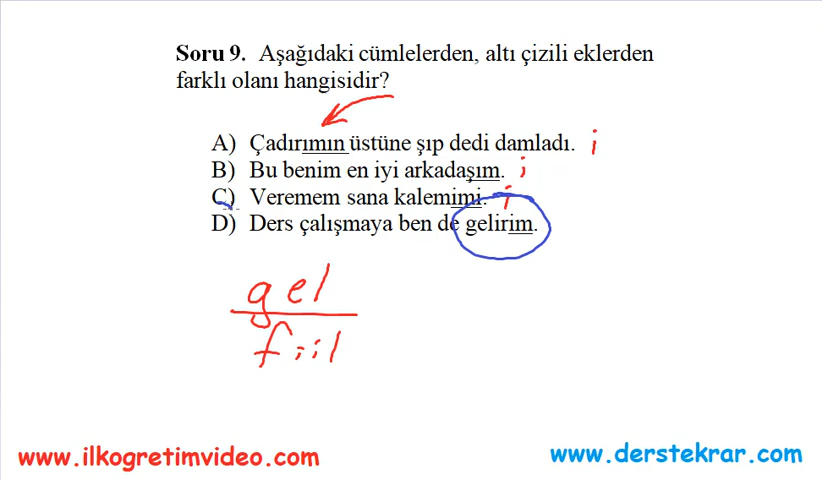 Soru 9. Aşağıdaki cümlelerden, altı çizili eklerden
farklı olanı hangisidir?
A) Çadırımın üstüne şıp dedi damladı. i
B) Bu benim en iyi arkadaşım. i
C) Veremem sana kalemimi. i
D) Ders çalışmaya ben de gelirim.
gel
fiil
www.ilkogretimvideo.com
www.derstekrar.com